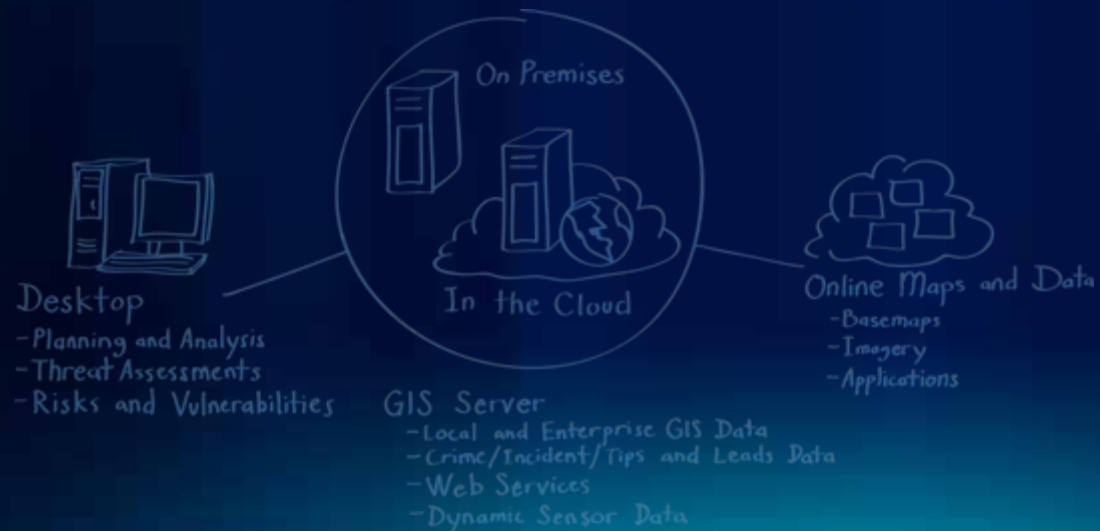 On Premises
In the Cloud
Desktop
-Planning and Analysis
-Threat Assessments
-Risks and Vulnerabilities
GIS Server
-Local and Enterprise GIS Data
-Crime/Incident/Tips and Leads Data
-Web Services
-Dynamic Sensor Data
Online Maps and Data
-Basemaps
-Imagery
-Applications